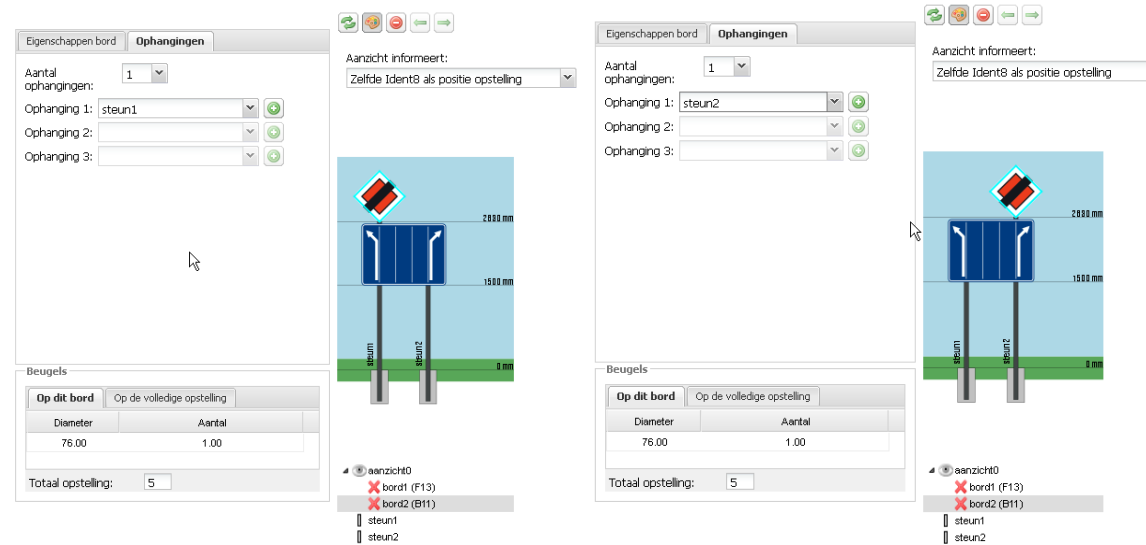 Eigenschappen bord Ophangingen
Aanzicht informeert:
Zelfde Ident8 als positie opstelling
Aantal
ophangingen:
1
Ophanging 1: steun1
Ophanging 2:
Ophanging 3:
2880 mm
1500 mm
0 mm
steun1
steun2
Beugels
Op dit bord Op de volledige opstelling
Diameter Aantal
76.00 1.00
Totaal opstelling: 5
aanzicht0
bord1 (F13)
bord2 (B11)
steun1
steun2
Eigenschappen bord Ophangingen
Aanzicht informeert:
Zelfde Ident8 als positie opstelling
Aantal
ophangingen:
1
Ophanging 1: steun2
Ophanging 2:
Ophanging 3:
2880 mm
1500 mm
0 mm
steun1
steun2
Beugels
Op dit bord Op de volledige opstelling
Diameter Aantal
76.00 1.00
Totaal opstelling: 5
aanzicht0
bord1 (F13)
bord2 (B11)
steun1
steun2